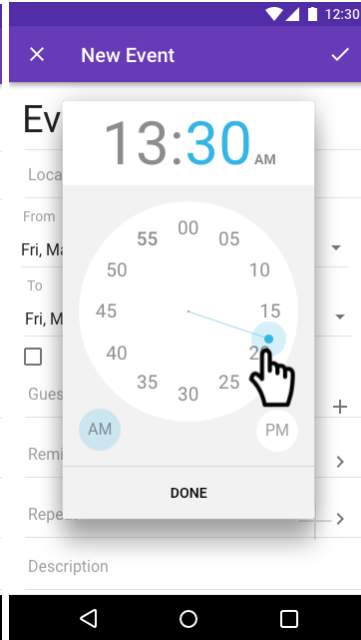 12:30
New Event
Ev
13:30 AM
Loca
From
Fri, Ma
To
Fri, M
00
55 05
50 10
45 15
40 20
35 25
30
Gues
AM PM
Remi
DONE
Repe
Description